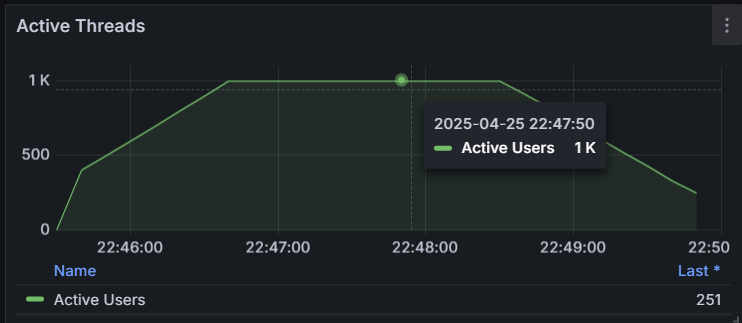 Active Threads
1 K
2025-04-25 22:47:50
Active Users 1 K
500
0
22:46:00 22:47:00 22:48:00 22:49:00 22:50
Name Last *
Active Users 251